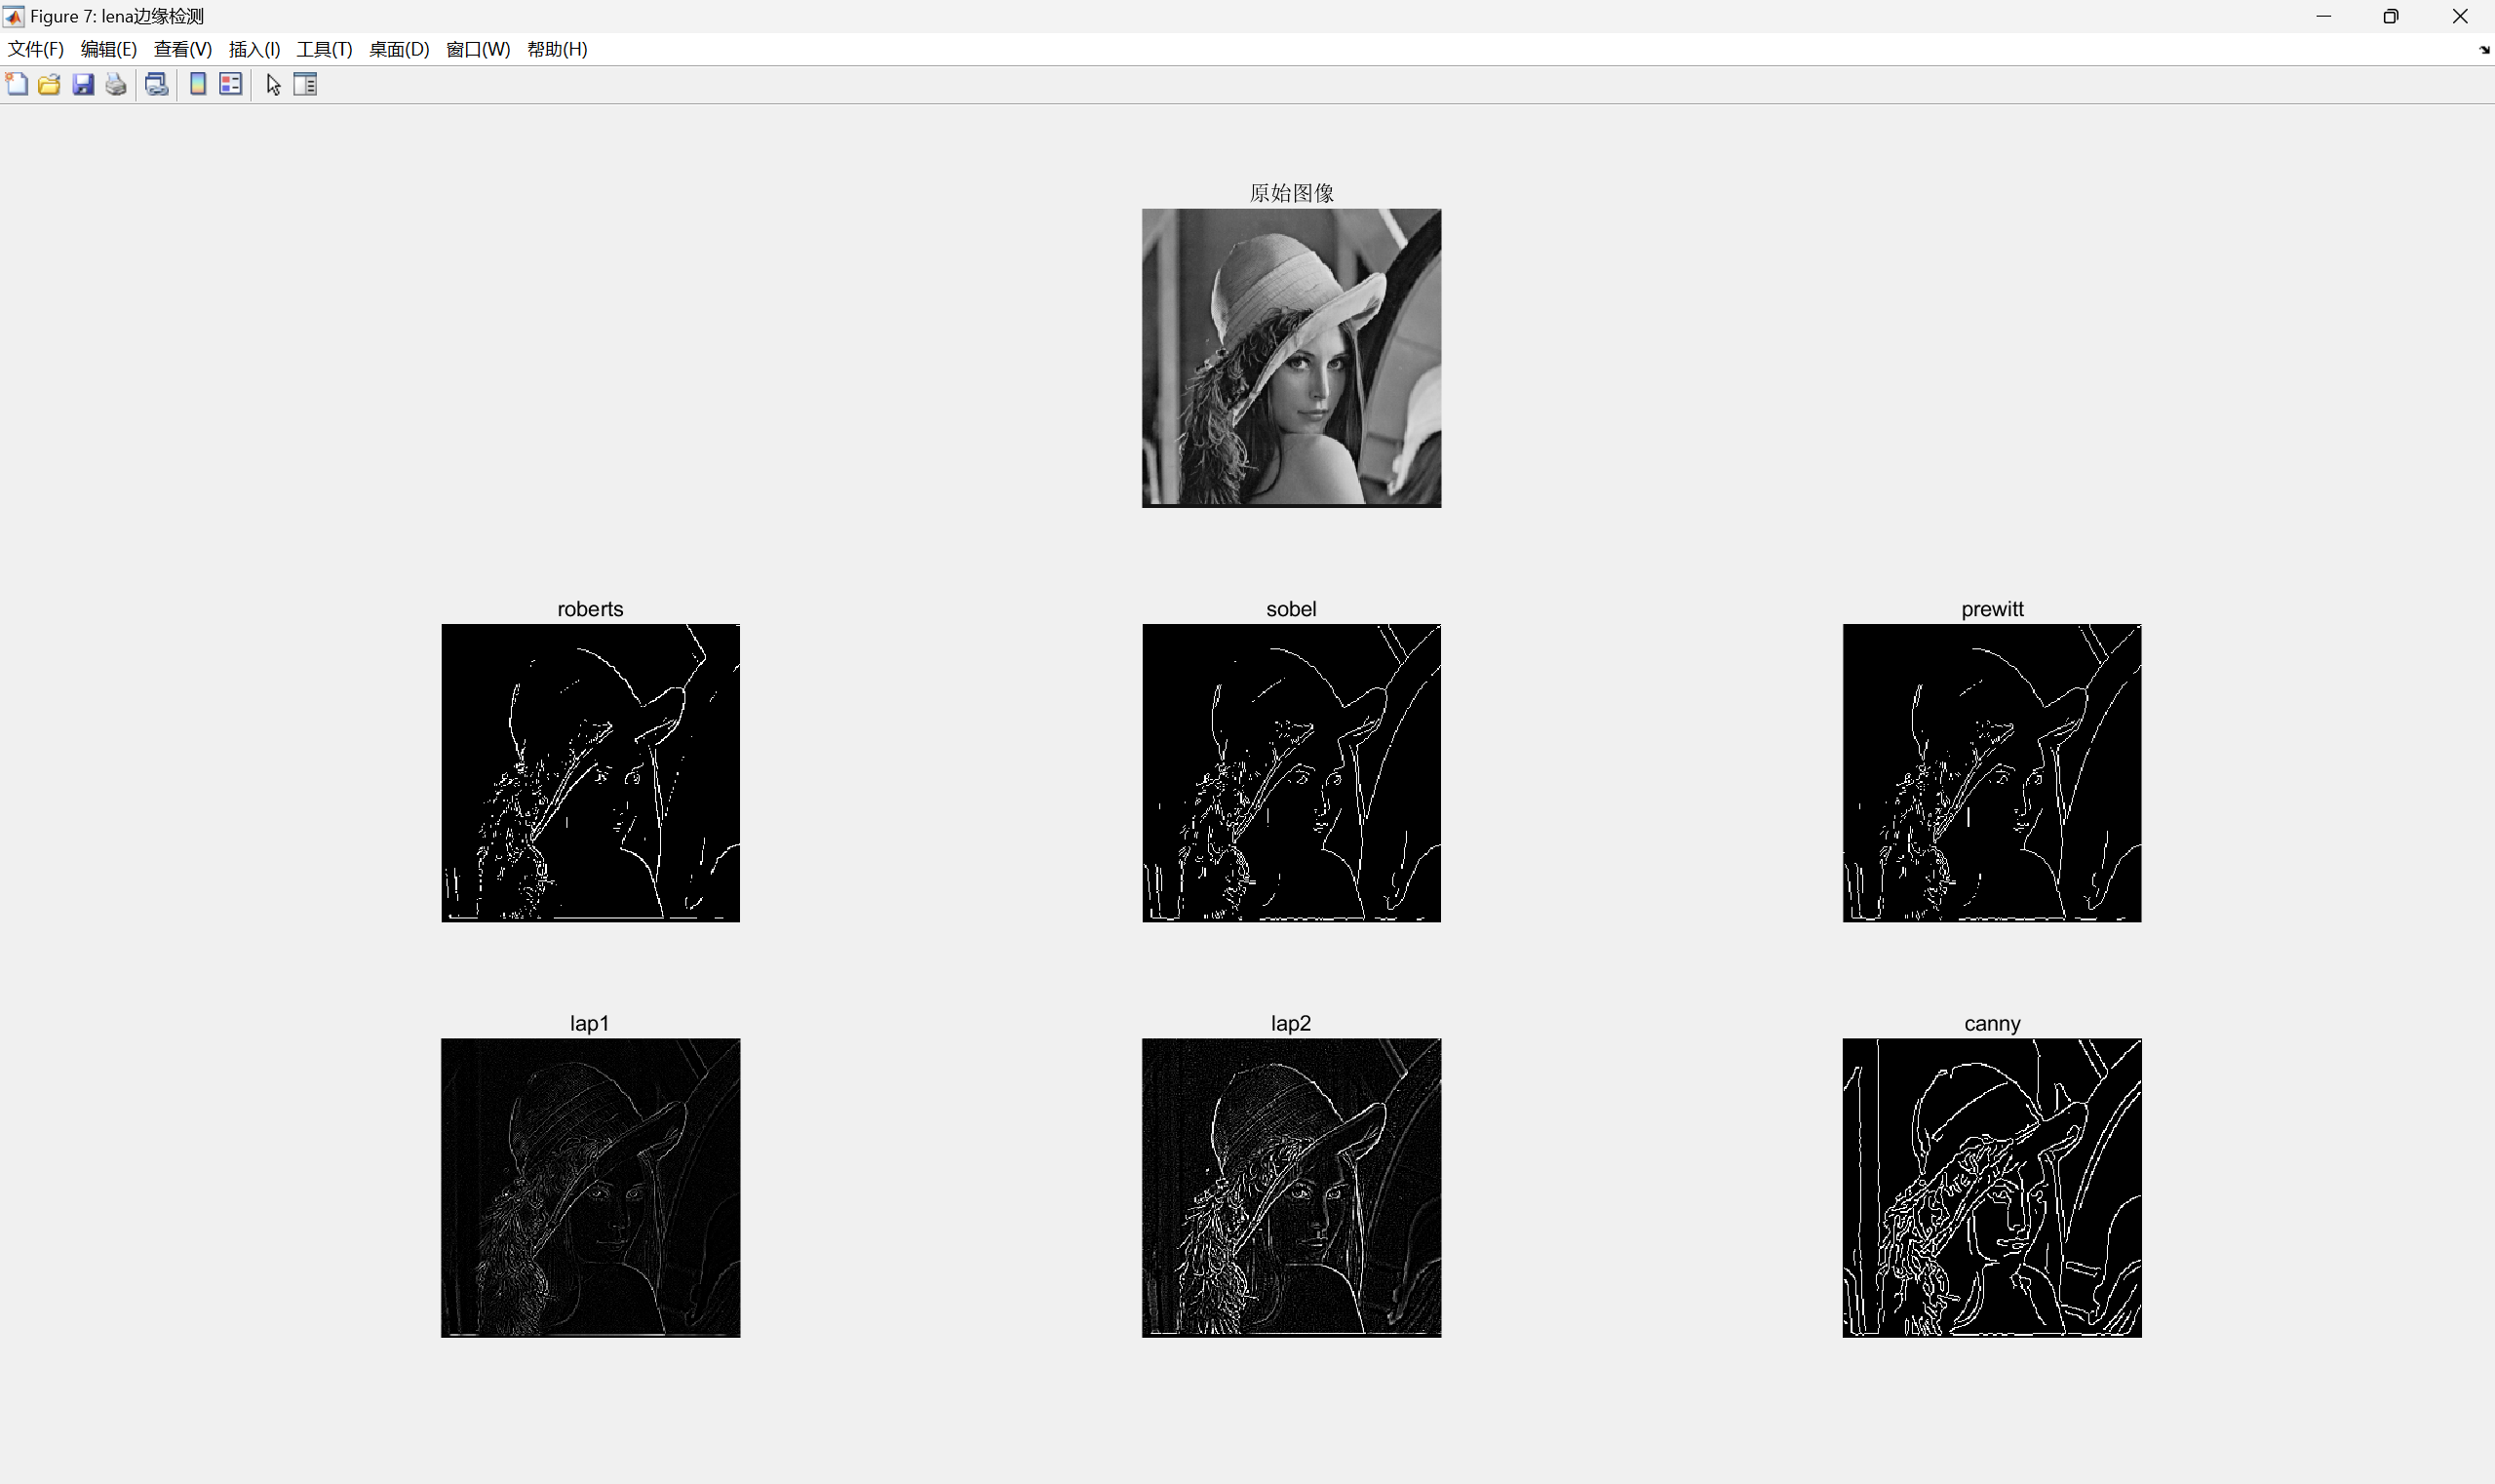 Figure 7: lena边缘检测
文件(F) 编辑(E) 查看(V) 插入(I) 工具(T) 桌面(D) 窗口(W) 帮助(H)
原始图像
roberts
sobel
prewitt
lap1
lap2
canny